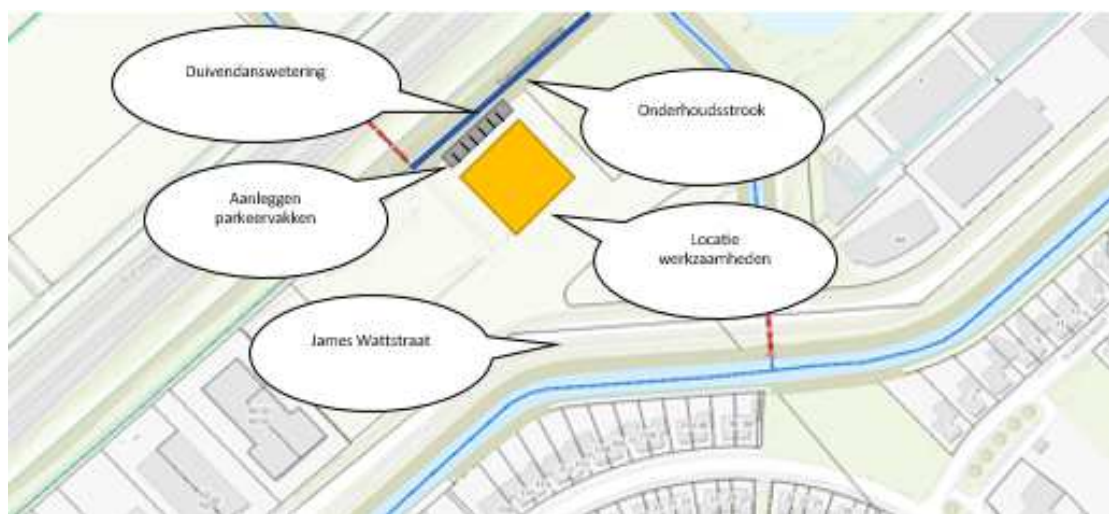 Duivendanswetering
Onderhoudsstrook
Aanleggen
parkeervakken
Locatie
werkzaamheden
James Wattstraat